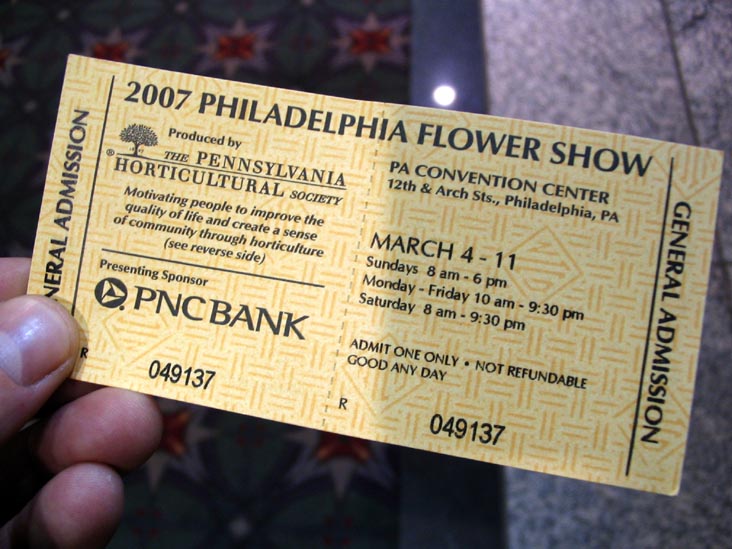 GENERAL ADMISSION
2007 PHILADELPHIA FLOWER SHOW
Produced by
THE PENNSYLVANIA
® HORTICULTURAL SOCIETY
Motivating people to improve the
quality of life and create a sense
of community through horticulture
(see reverse side)
Presenting Sponsor
PNCBANK
R
049137
PA CONVENTION CENTER
12th & Arch Sts., Philadelphia, PA
MARCH 4 - 11
Sundays 8 am - 6 pm
Monday - Friday 10 am - 9:30 pm
Saturday 8 am - 9:30 pm
ADMIT ONE ONLY • NOT REFUNDABLE
GOOD ANY DAY
R
049137
GENERAL ADMISSION